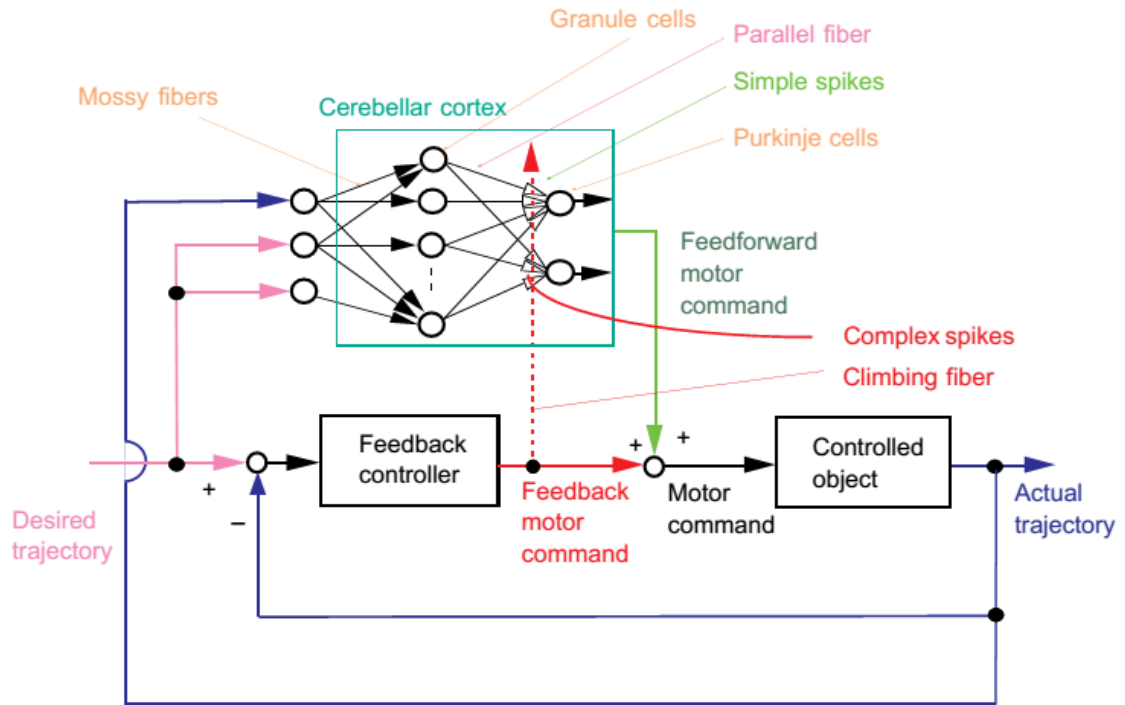 Granule cells
Parallel fiber
Simple spikes
Mossy fibers
Cerebellar cortex
Purkinje cells
Feedforward
motor
command
Complex spikes
Climbing fiber
Feedback
controller
+
+
Controlled
object
+
−
Desired
trajectory
Feedback
motor
command
Motor
command
Actual
trajectory